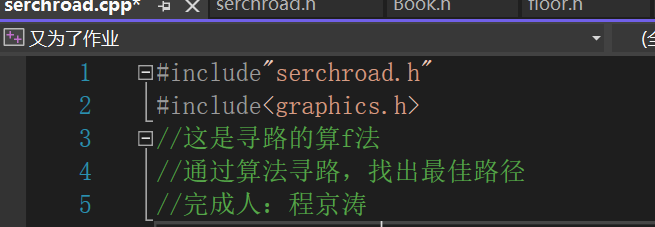 serchroad.cpp* serchroad.h Book.h floor.h
又为了作业 (全
1 #include"serchroad.h"
2 #include<graphics.h>
3 //这是寻路的算f法
4 //通过算法寻路，找出最佳路径
5 //完成人：程京涛